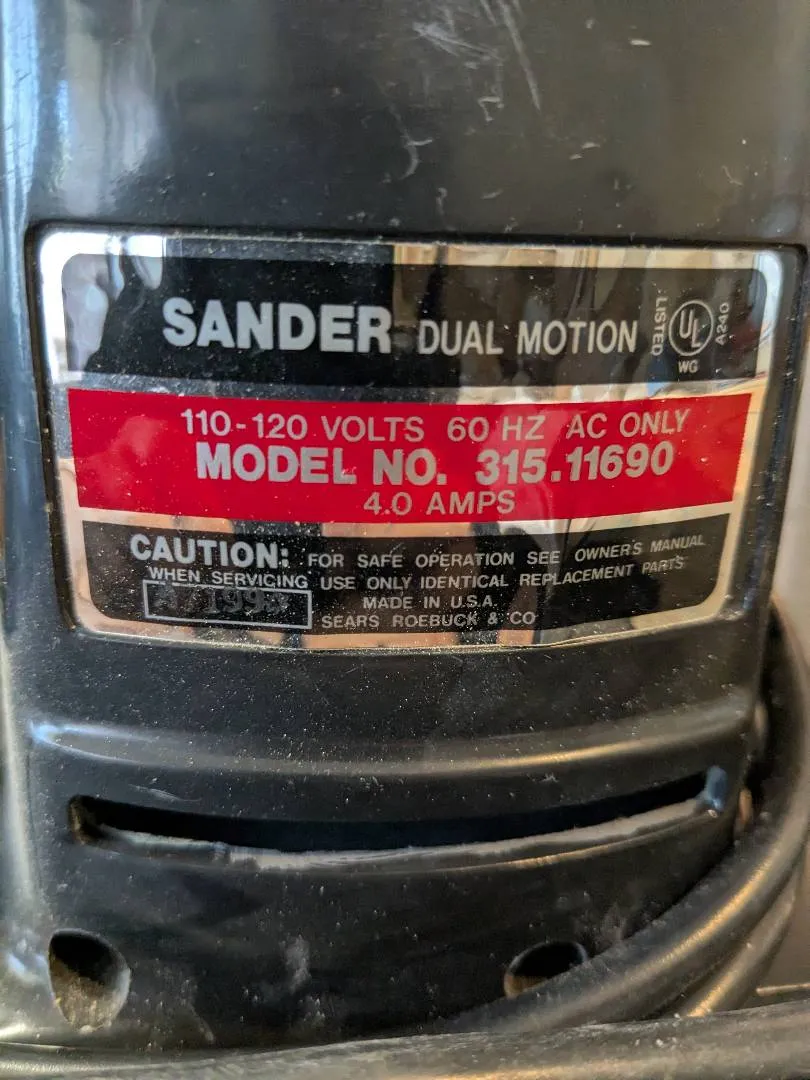 SANDER DUAL MOTION
LISTED
UL
A240
WG
110-120 VOLTS 60 HZ AC ONLY
MODEL NO. 315.11690
4.0 AMPS
CAUTION: FOR SAFE OPERATION SEE OWNER'S MANUAL
WHEN SERVICING USE ONLY IDENTICAL REPLACEMENT PARTS
MADE IN U.S.A.
SEARS ROEBUCK & CO